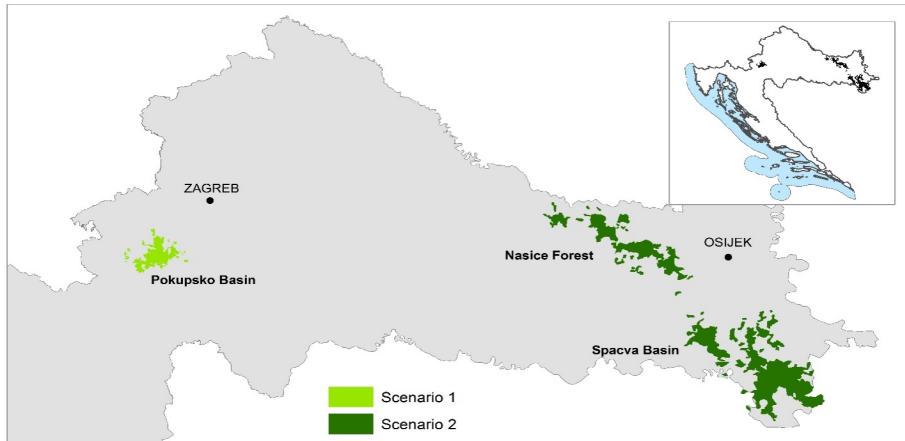 ZAGREB
Pokupsko Basin
Nasice Forest
OSIJEK
Spacva Basin
Scenario 1
Scenario 2